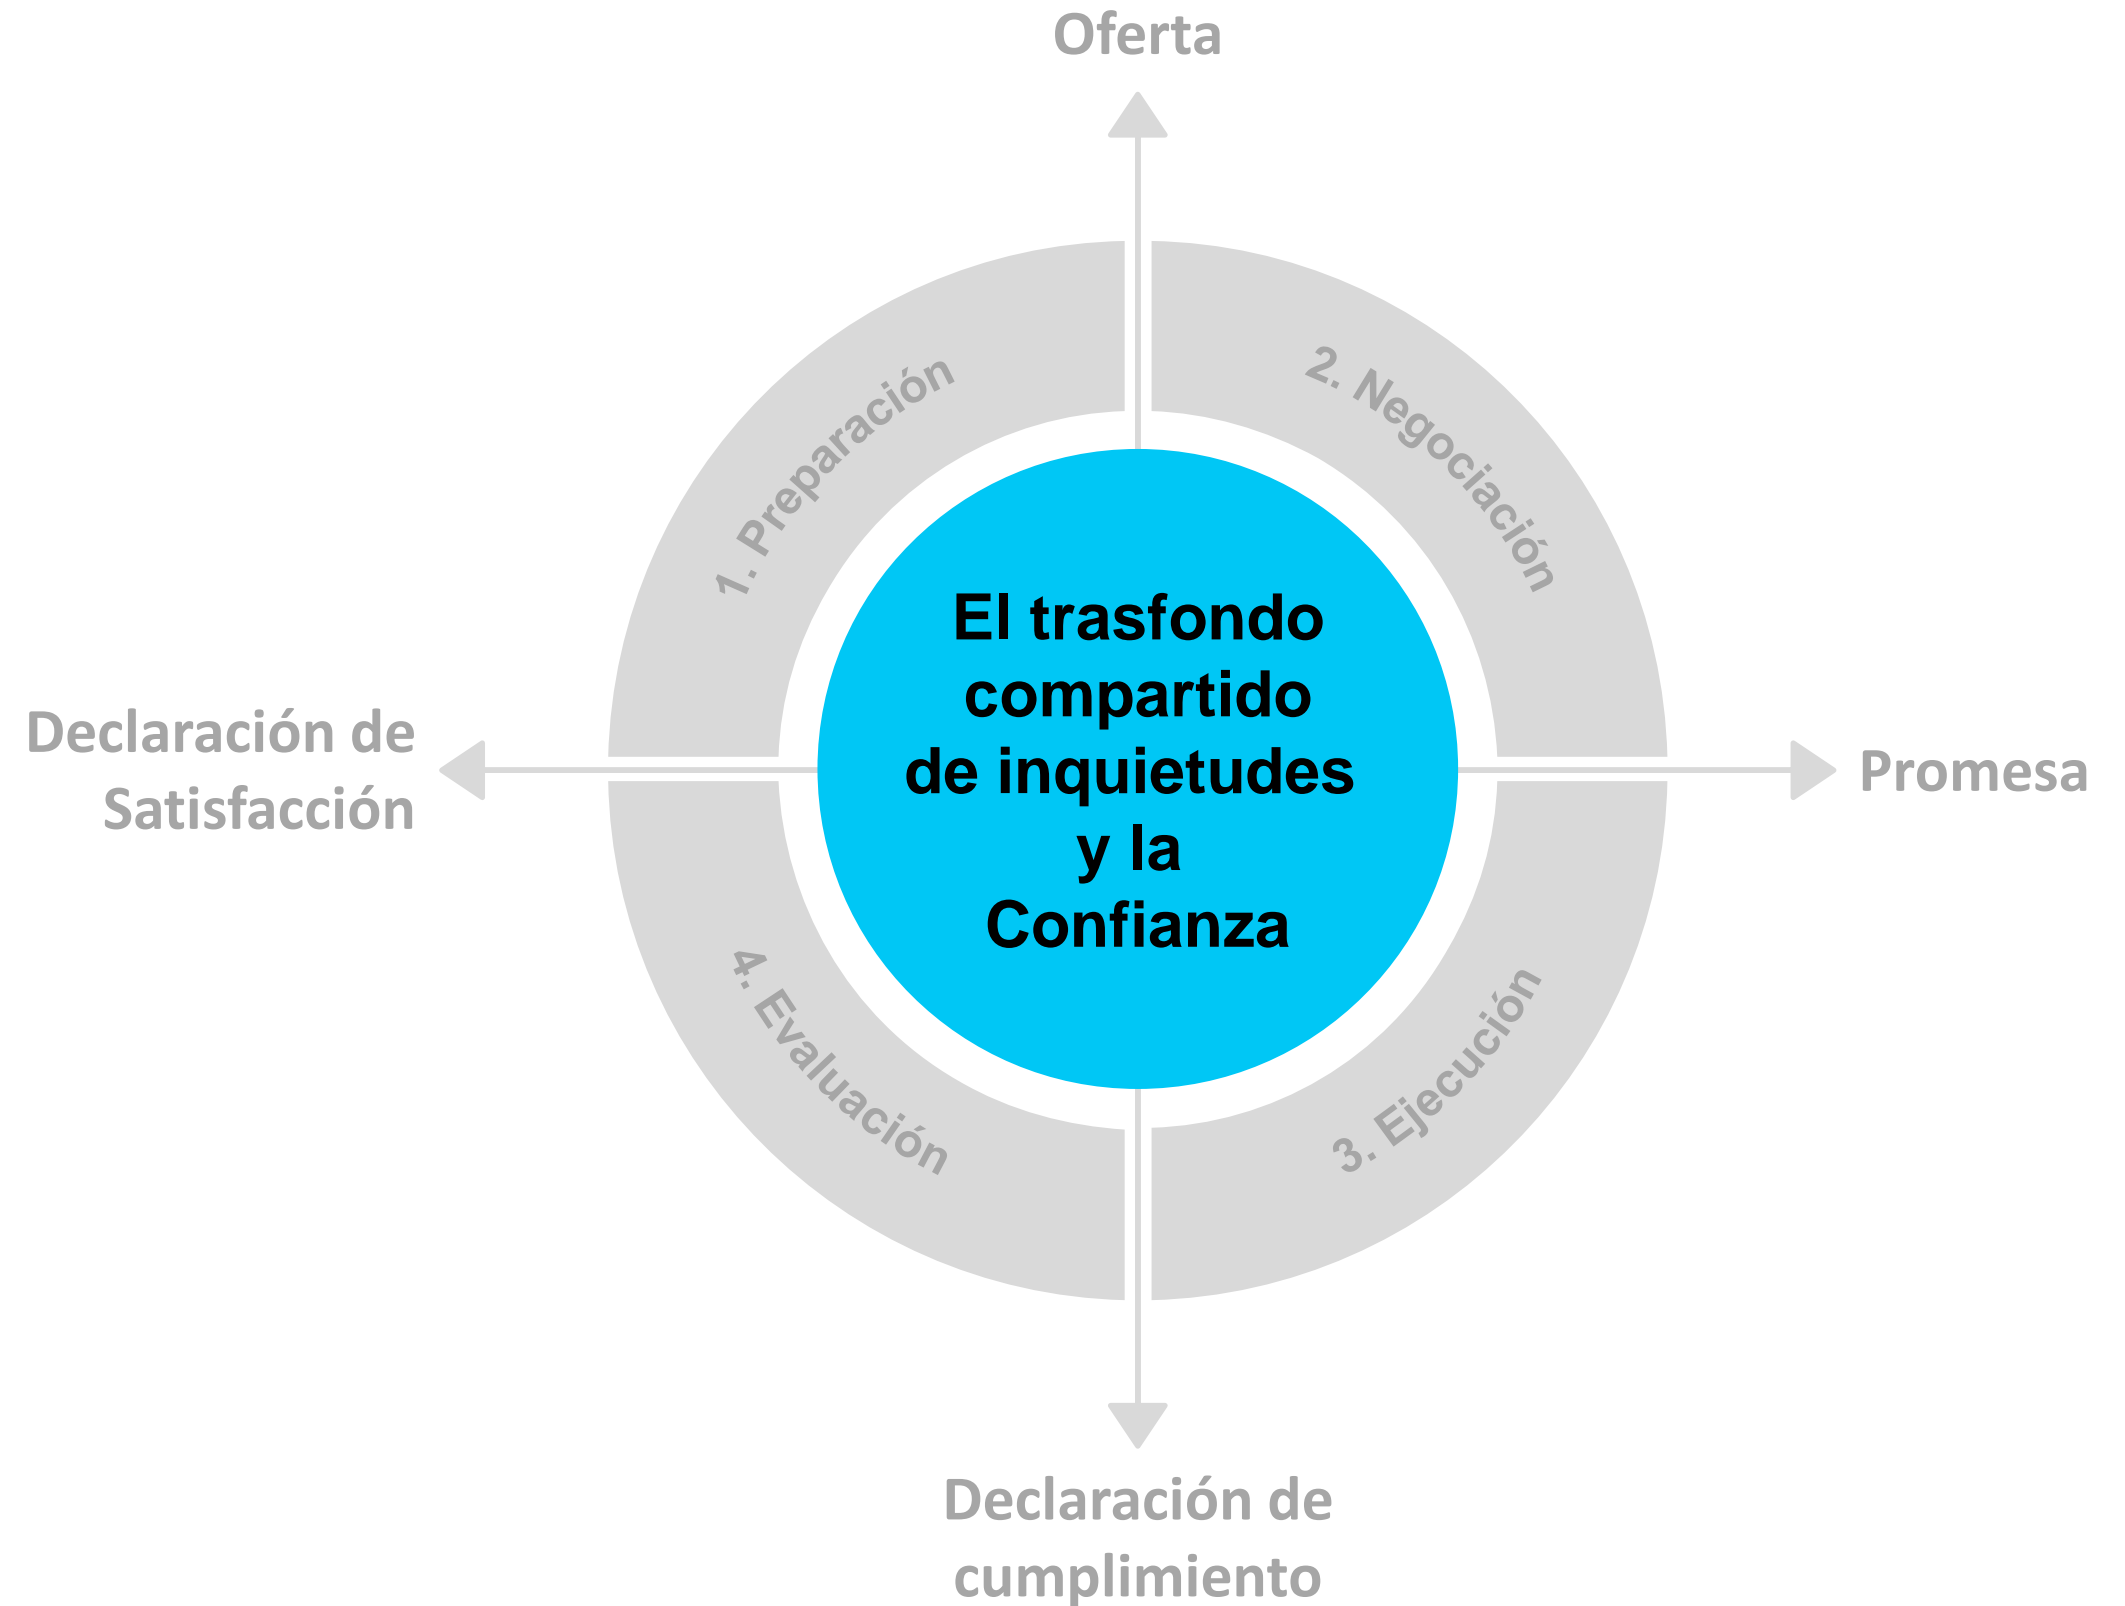 Oferta
1. Preparación
2. Negociación
El trasfondo
compartido
de inquietudes
y la
Confianza
Declaración de
Satisfacción
Promesa
4. Evaluación
3. Ejecución
Declaración de
cumplimiento